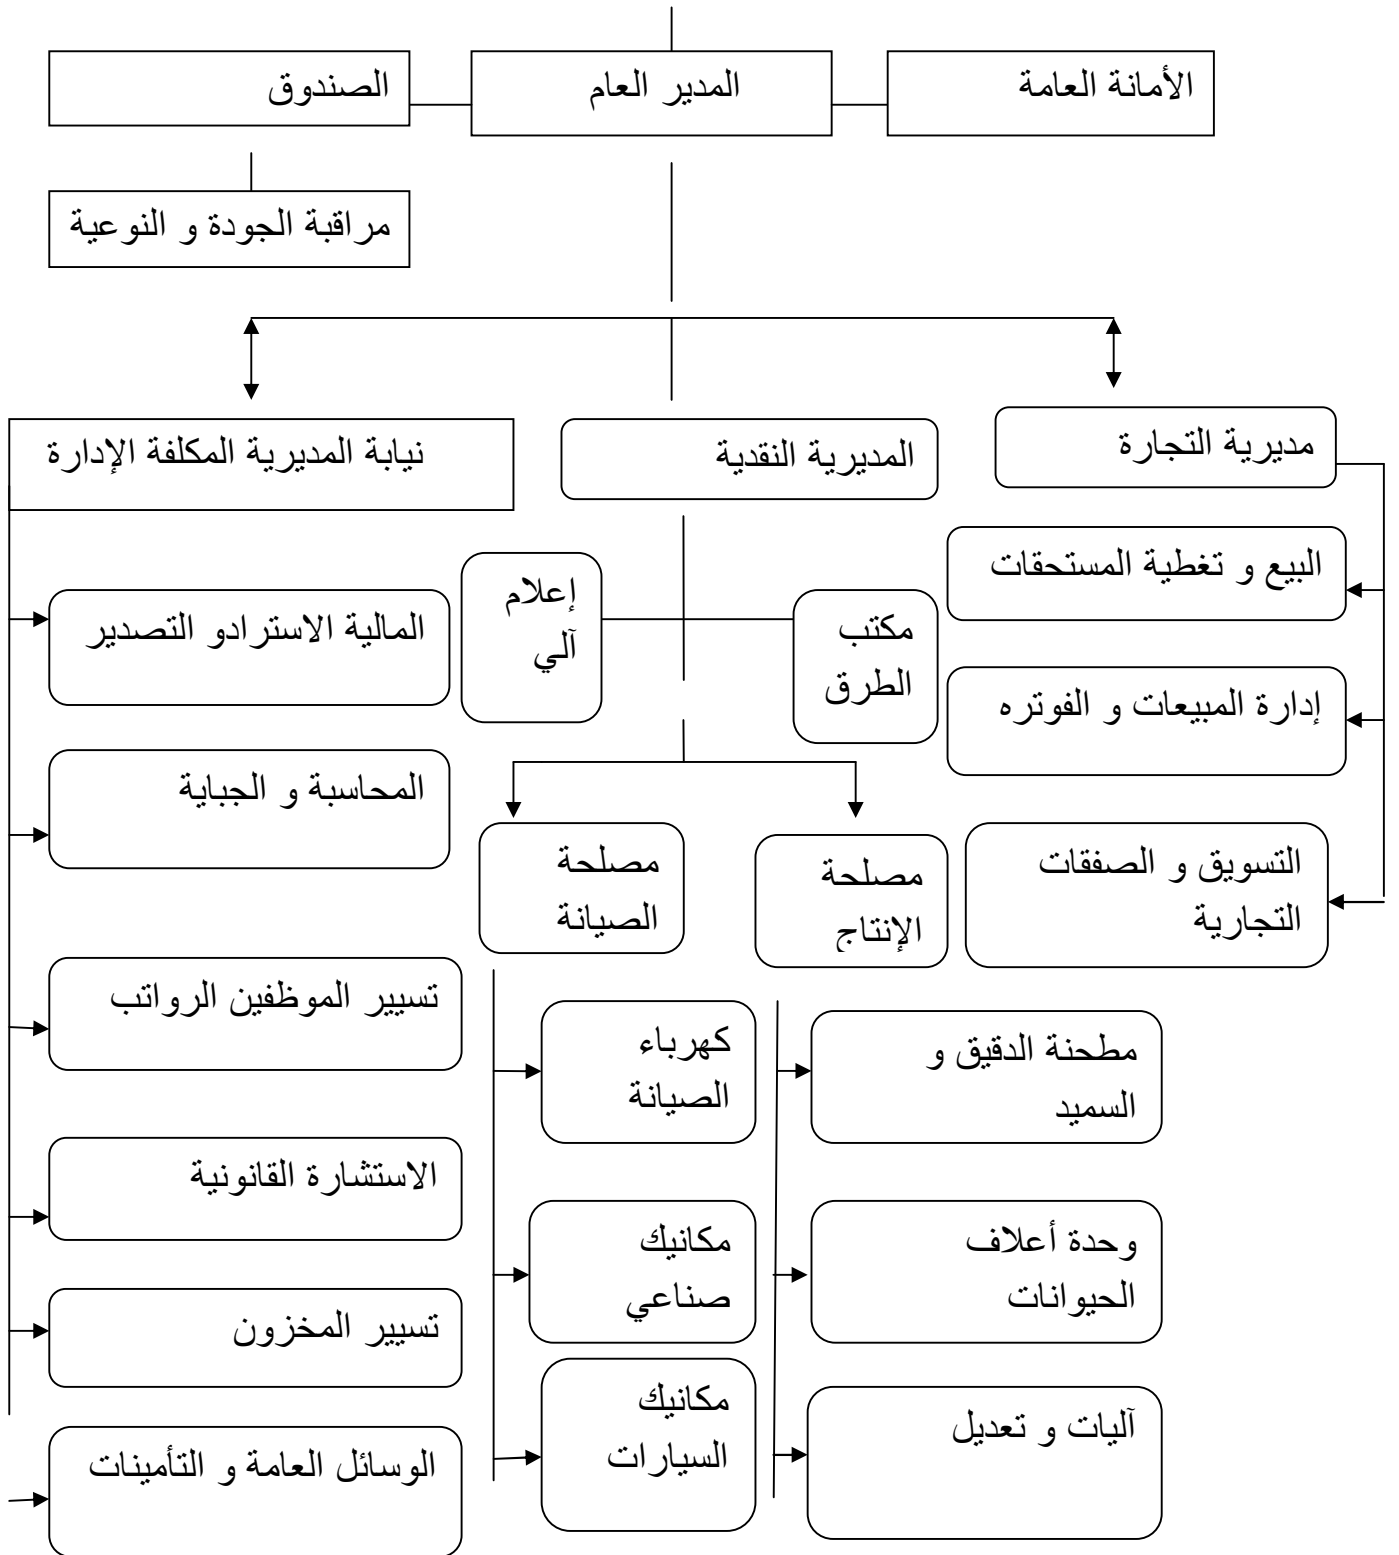 الأمانة العامة
المدير العام
الصندوق
مراقبة الجودة و النوعية
مديرية التجارة
المديرية النقدية
نيابة المديرية المكلفة الإدارة
البيع و تغطية المستحقات
إدارة المبيعات و الفوتره
التسويق و الصفقات
التجارية
مكتب
الطرق
إعلام
آلي
مصلحة
الإنتاج
مصلحة
الصيانة
مطحنة الدقيق و
السميد
وحدة أعلاف
الحيوانات
آليات و تعديل
كهرباء
الصيانة
مكانيك
صناعي
مكانيك
السيارات
المالية الاسترادو التصدير
المحاسبة و الجباية
تسيير الموظفين الرواتب
الاستشارة القانونية
تسيير المخزون
الوسائل العامة و التأمينات